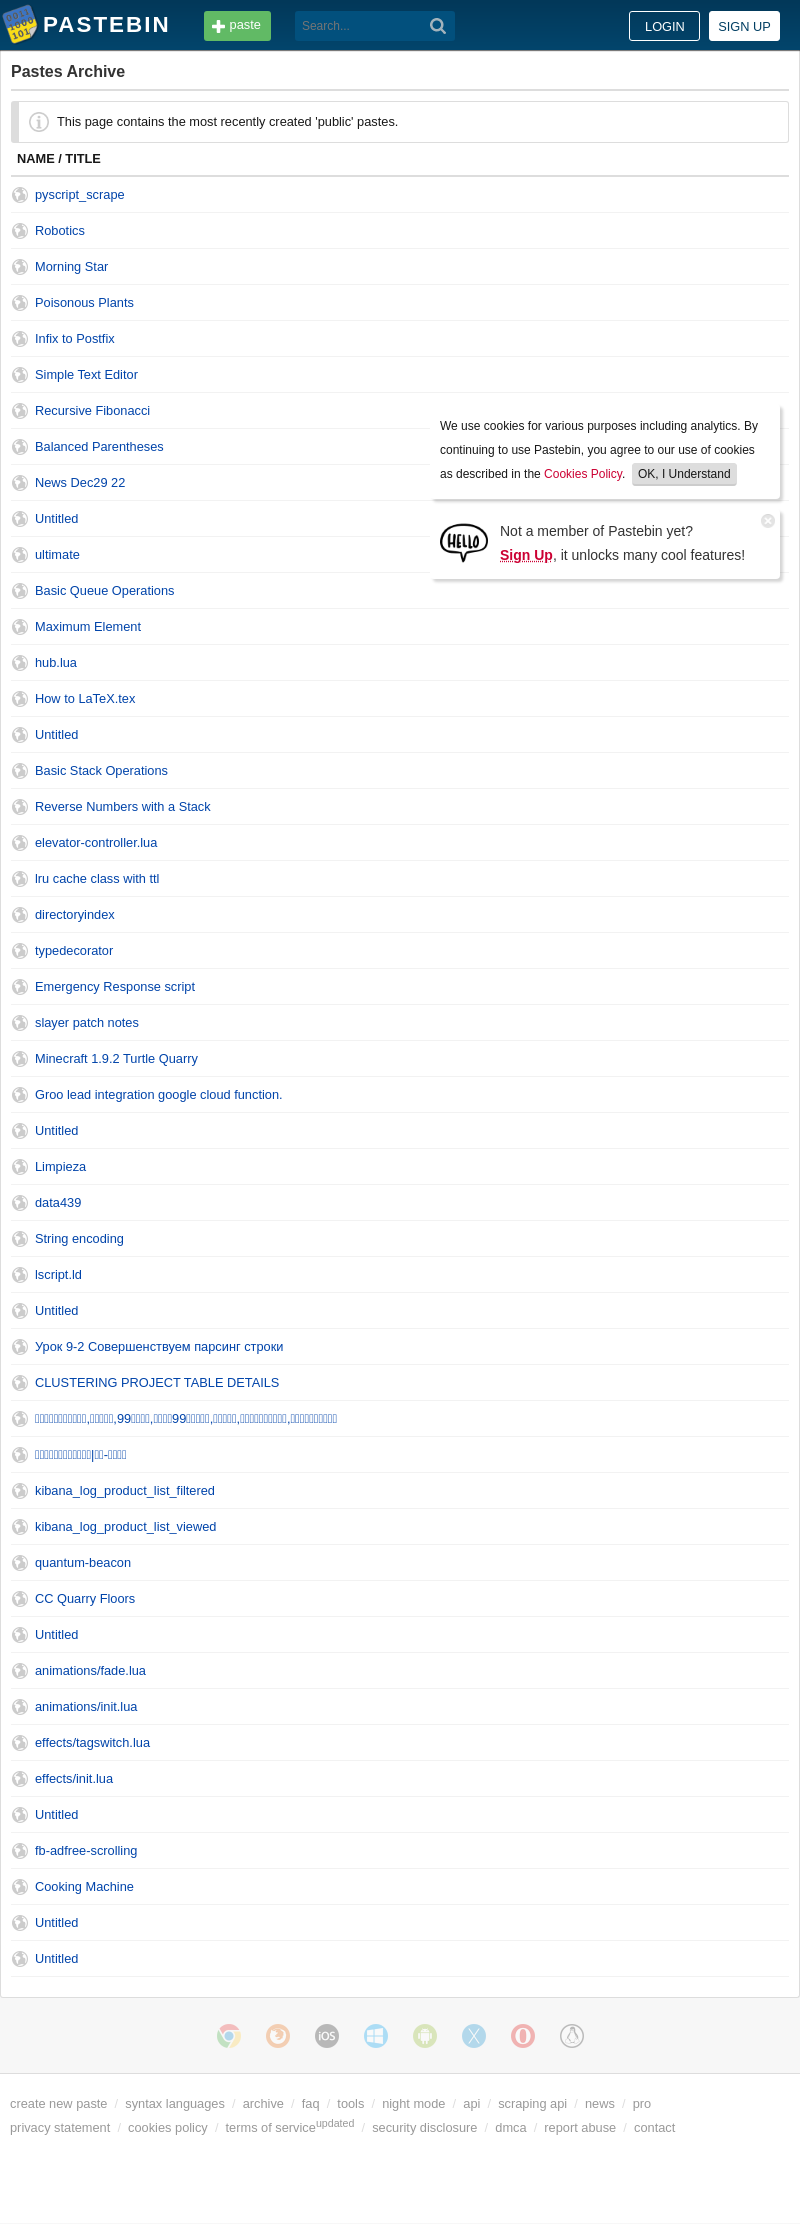 PASTEBIN
paste
Search...
LOGIN
SIGN UP
Pastes Archive
This page contains the most recently created 'public' pastes.
NAME / TITLE
pyscript_scrape
Robotics
Morning Star
Poisonous Plants
Infix to Postfix
Simple Text Editor
Recursive Fibonacci
Balanced Parentheses
News Dec29 22
Untitled
ultimate
Basic Queue Operations
Maximum Element
hub.lua
How to LaTeX.tex
Untitled
Basic Stack Operations
Reverse Numbers with a Stack
elevator-controller.lua
lru cache class with ttl
directoryindex
typedecorator
Emergency Response script
slayer patch notes
Minecraft 1.9.2 Turtle Quarry
Groo lead integration google cloud function.
Untitled
Limpieza
data439
String encoding
lscript.ld
Untitled
Урок 9-2 Совершенствуем парсинг строки
CLUSTERING PROJECT TABLE DETAILS
kibana_log_product_list_filtered
kibana_log_product_list_viewed
quantum-beacon
CC Quarry Floors
Untitled
animations/fade.lua
animations/init.lua
effects/tagswitch.lua
effects/init.lua
Untitled
fb-adfree-scrolling
Cooking Machine
Untitled
Untitled
We use cookies for various purposes including analytics. By
continuing to use Pastebin, you agree to our use of cookies
as described in the Cookies Policy. OK, I Understand
HELLO
Not a member of Pastebin yet?
Sign Up, it unlocks many cool features!
iOS
create new paste / syntax languages / archive / faq / tools / night mode / api / scraping api / news / pro
privacy statement / cookies policy / terms of serviceupdated / security disclosure / dmca / report abuse / contact